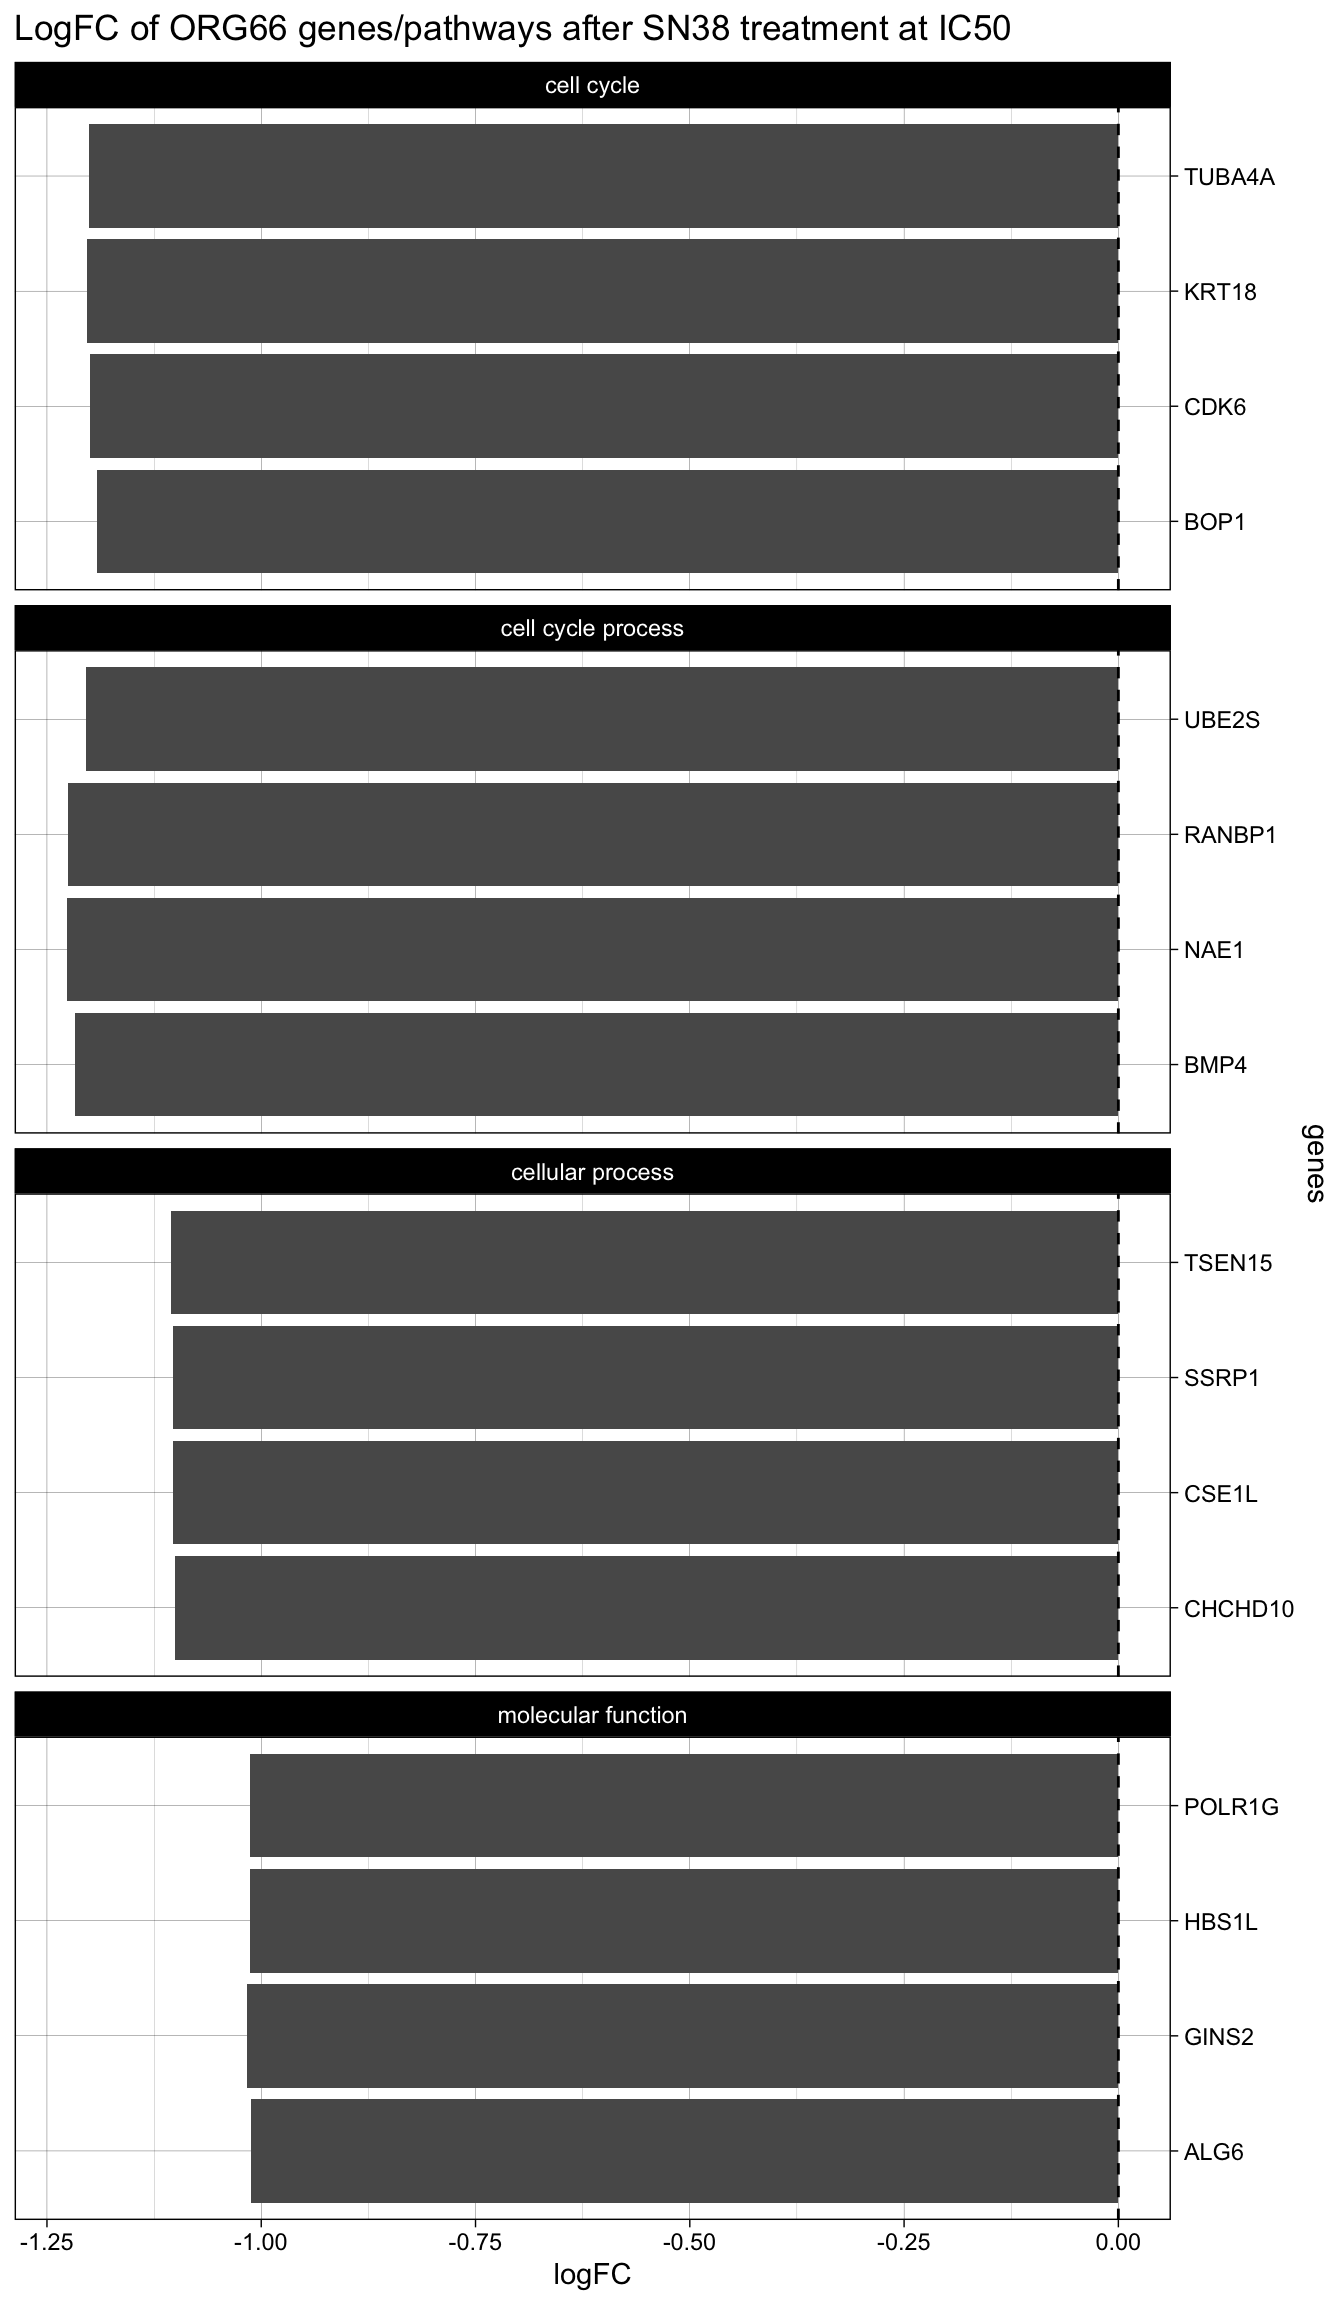 LogFC of ORG66 genes/pathways after SN38 treatment at IC50
cell cycle
TUBA4A
KRT18
CDK6
BOP1
cell cycle process
UBE2S
RANBP1
NAE1
BMP4
genes
cellular process
TSEN15
SSRP1
CSE1L
CHCHD10
molecular function
POLR1G
HBS1L
GINS2
ALG6
-1.25 -1.00 -0.75 -0.50 -0.25 0.00
logFC